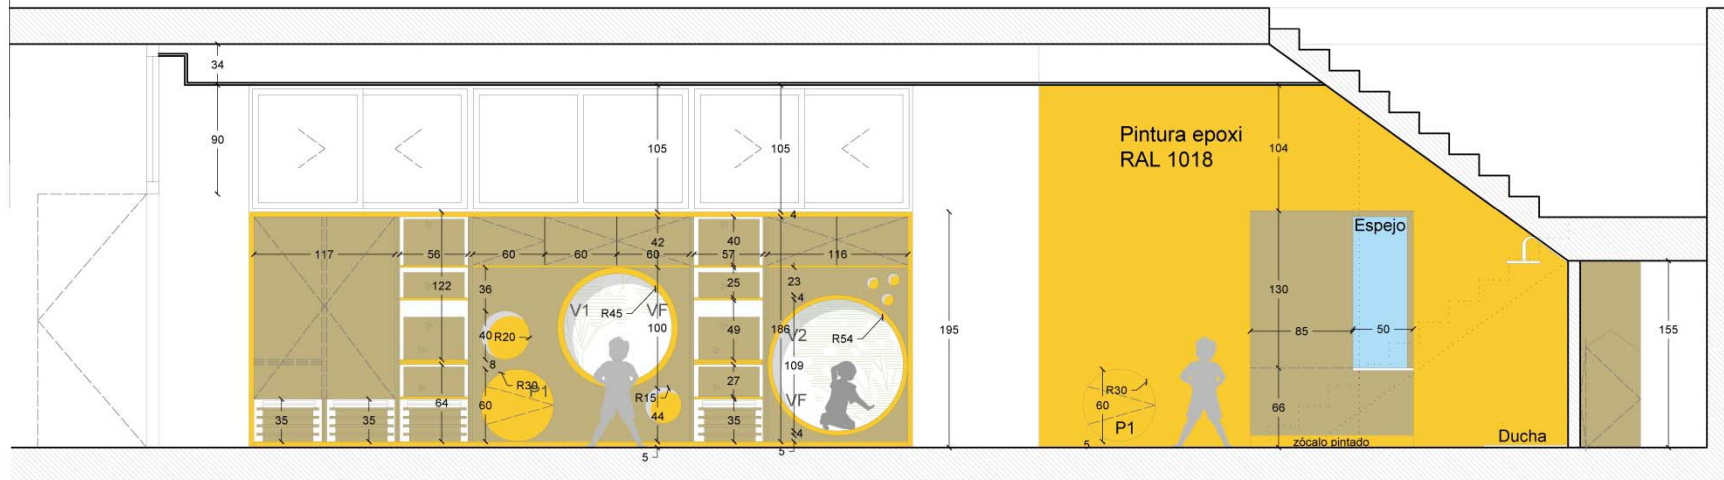 34
90
105
105
Pintura epoxi
RAL 1018
104
4
Espejo
117
56
60
60
42
60
40
57
116
122
36
25
23
4
V1
VF
R45
100
49
186
V2
R54
130
195
155
85
50
40
R20
8
109
R30
P1
27
R30
64
60
R15
VF
60
66
35
35
44
35
P1
4
5
5
5
zócalo pintado
Ducha